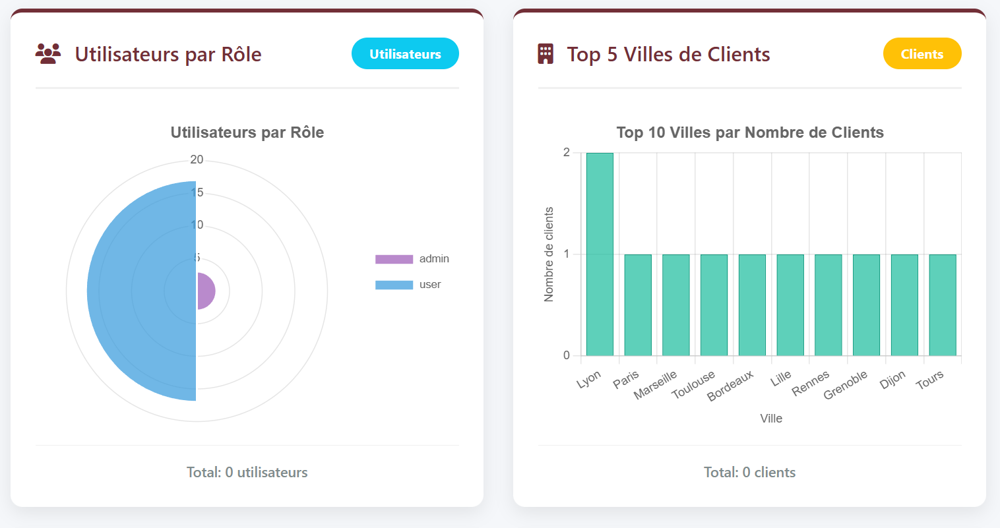 Utilisateurs par Rôle
Utilisateurs
Utilisateurs par Rôle
20
15
10
5
admin
user
Total: 0 utilisateurs
Top 5 Villes de Clients
Clients
Top 10 Villes par Nombre de Clients
Nombre de clients
2
1
0
Lyon
Paris
Marseille
Toulouse
Bordeaux
Lille
Rennes
Grenoble
Dijon
Tours
Ville
Total: 0 clients